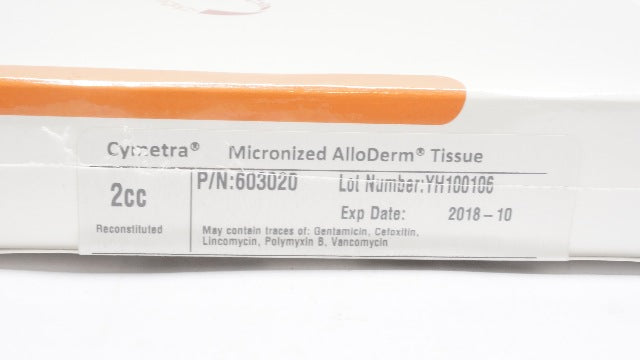 Cymetra® Micronized AlloDerm® Tissue
2cc
Reconstituted
P/N:603020 Lot Number:YH100106
Exp Date: 2018-10
May contain traces of: Gentamicin, Cefoxitin,
Lincomycin, Polymyxin B, Vancomycin